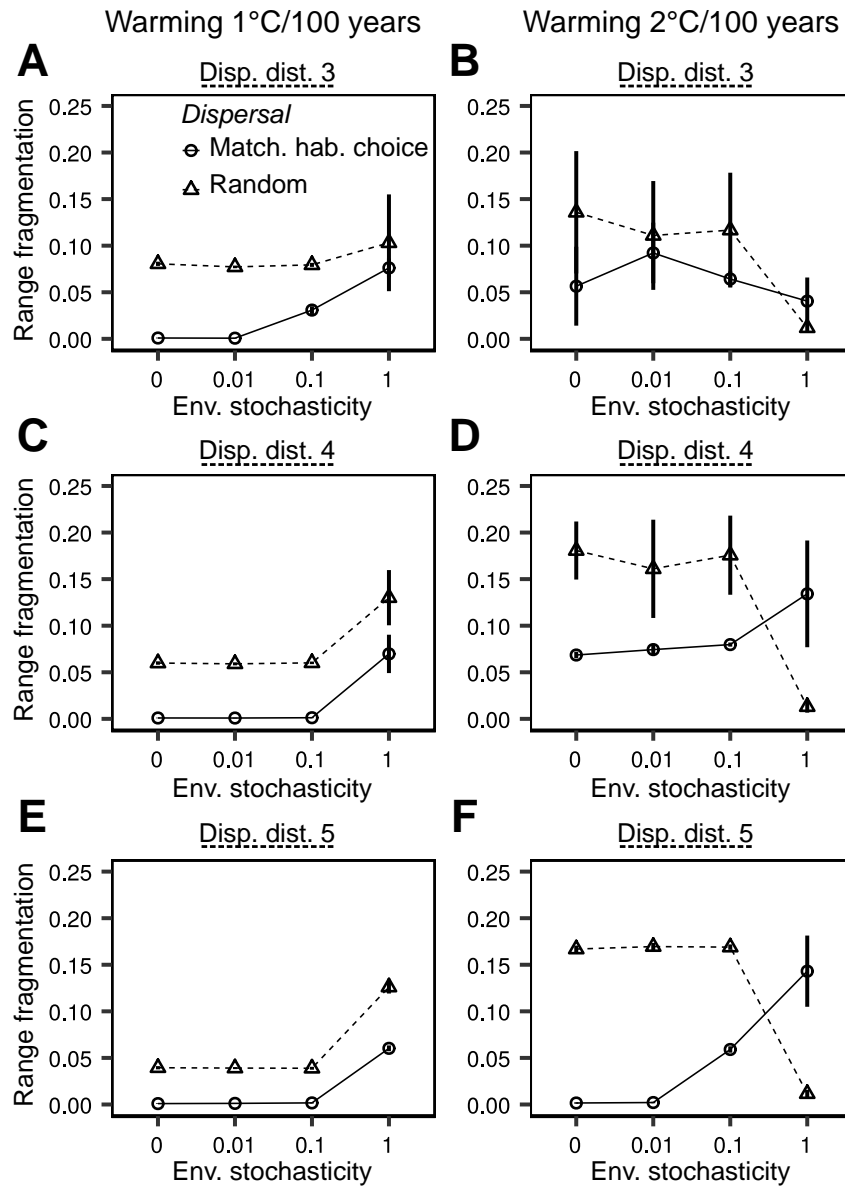 Warming 1°C/100 years
Warming 2°C/100 years
A
Disp. dist. 3
Range fragmentation
0.25
0.20
0.15
0.10
0.05
0.00
Dispersal
Match. hab. choice
Random
0 0.01 0.1 1
Env. stochasticity
B
Disp. dist. 3
0.25
0.20
0.15
0.10
0.05
0.00
0 0.01 0.1 1
Env. stochasticity
C
Disp. dist. 4
Range fragmentation
0.25
0.20
0.15
0.10
0.05
0.00
0 0.01 0.1 1
Env. stochasticity
D
Disp. dist. 4
0.25
0.20
0.15
0.10
0.05
0.00
0 0.01 0.1 1
Env. stochasticity
E
Disp. dist. 5
Range fragmentation
0.25
0.20
0.15
0.10
0.05
0.00
0 0.01 0.1 1
Env. stochasticity
F
Disp. dist. 5
0.25
0.20
0.15
0.10
0.05
0.00
0 0.01 0.1 1
Env. stochasticity